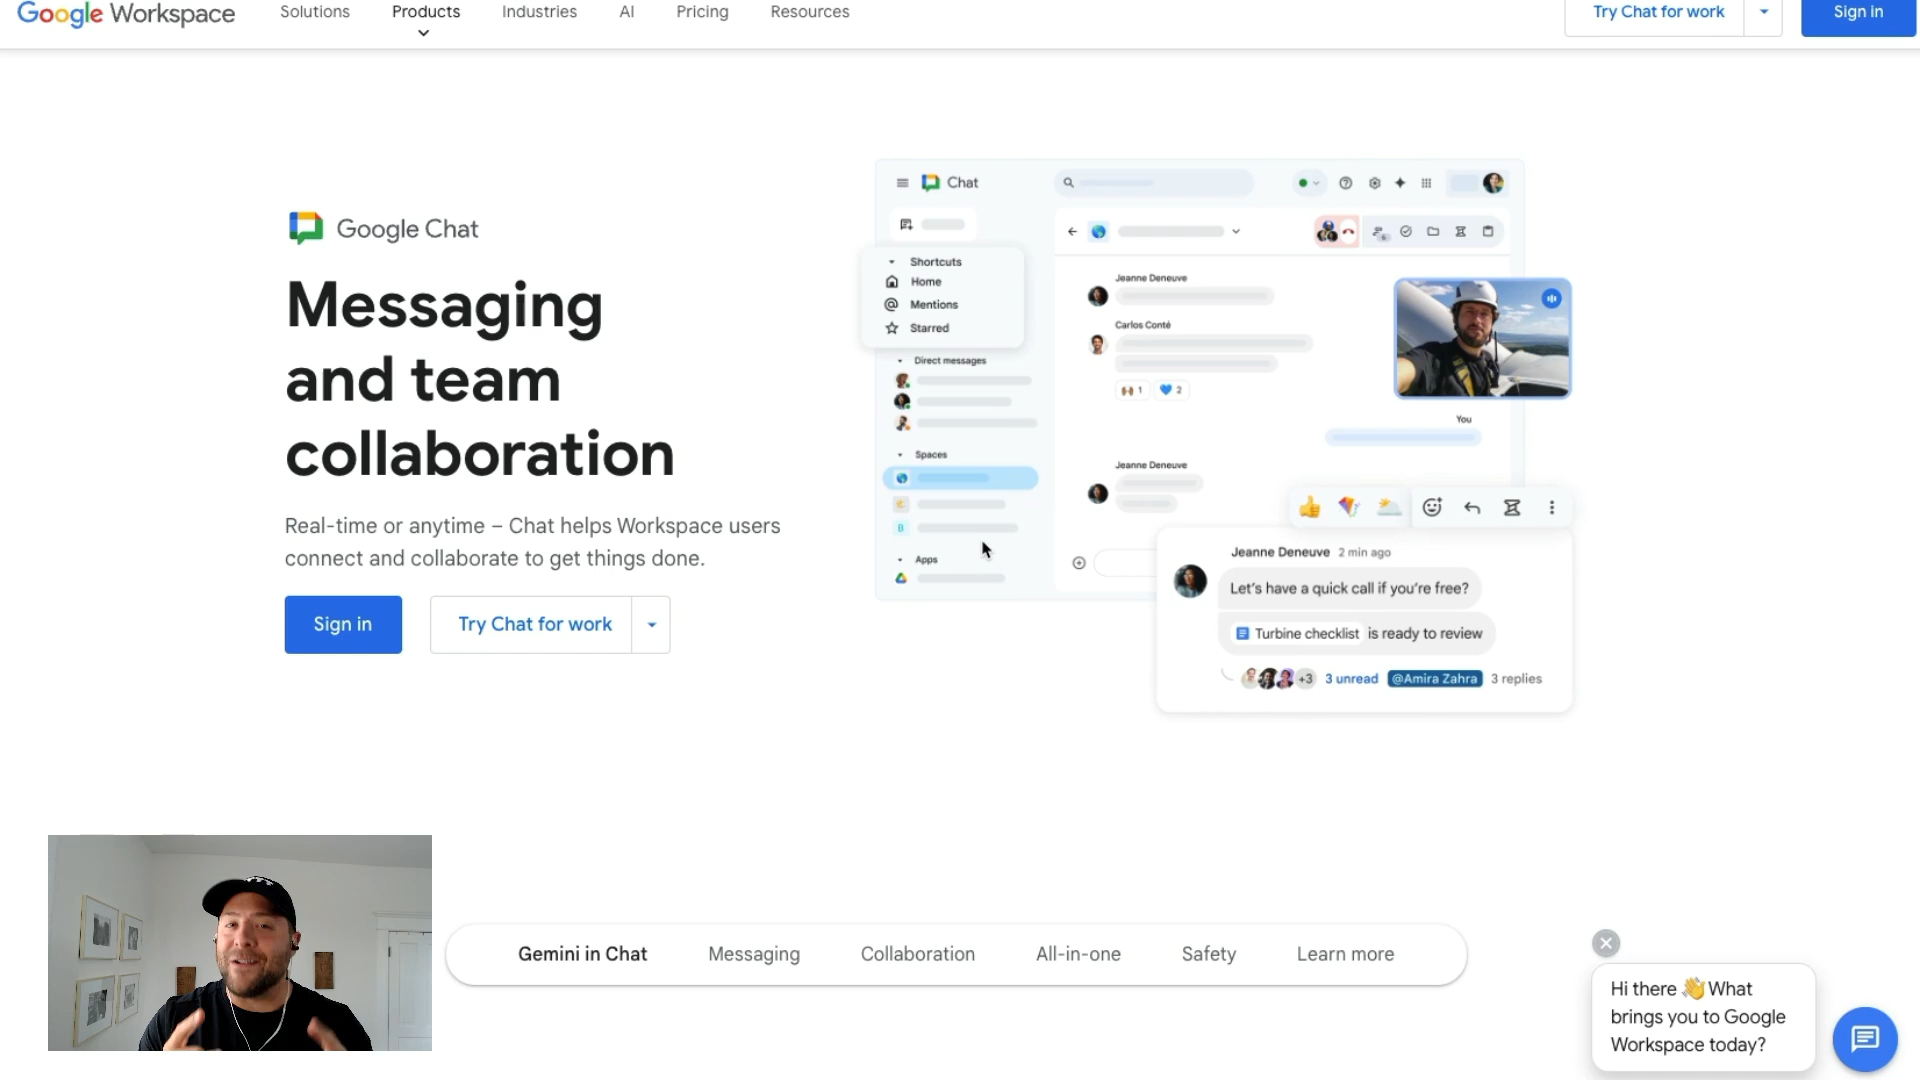 Google Workspace
Solutions
Products
Industries
AI
Pricing
Resources
Try Chat for work
Sign in
Google Chat
Messaging
and team
collaboration
Real-time or anytime – Chat helps Workspace users
connect and collaborate to get things done.
Sign in
Try Chat for work
Chat
Shortcuts
Home
Mentions
Starred
Direct messages
Spaces
B
Apps
Jeanne Deneuve
Carlos Conté
1
2
You
Jeanne Deneuve
Jeanne Deneuve 2 min ago
Let's have a quick call if you're free?
Turbine checklist is ready to review
+3 3 unread @Amira Zahra 3 replies
Gemini in Chat
Messaging
Collaboration
All-in-one
Safety
Learn more
Hi there 👋 What
brings you to Google
Workspace today?